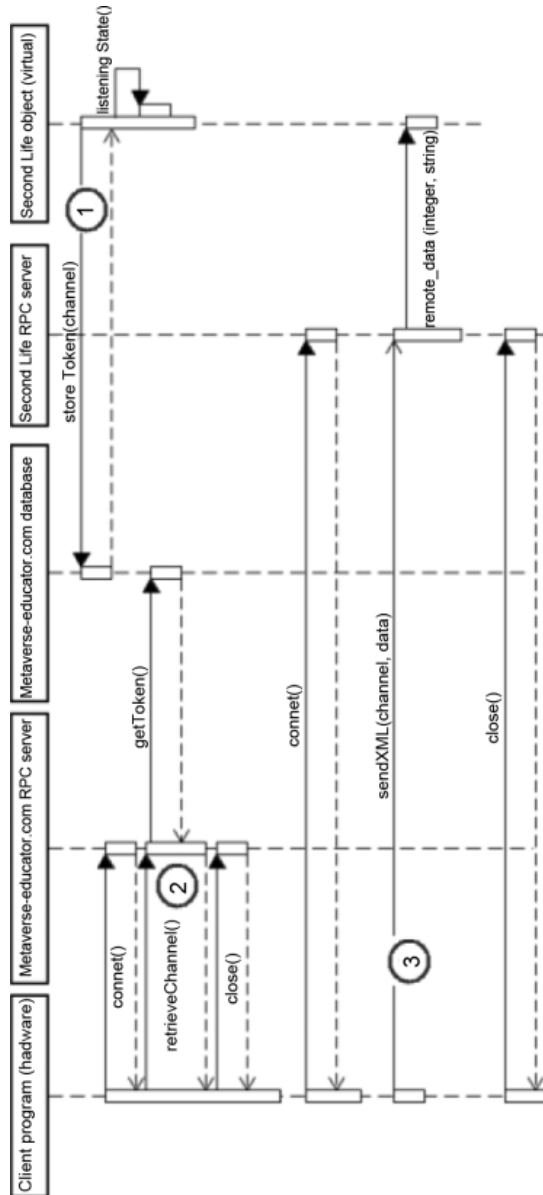 Client program (hadware)
Metaverse-educator.com RPC server
Metaverse-educator.com database
Second Life RPC server
Second Life object (virtual)
store Token(channel)
1
listening State()
connet()
getToken()
retrieveChannel()
2
close()
connet()
sendXML(channel, data)
3
remote_data (integer, string)
close()